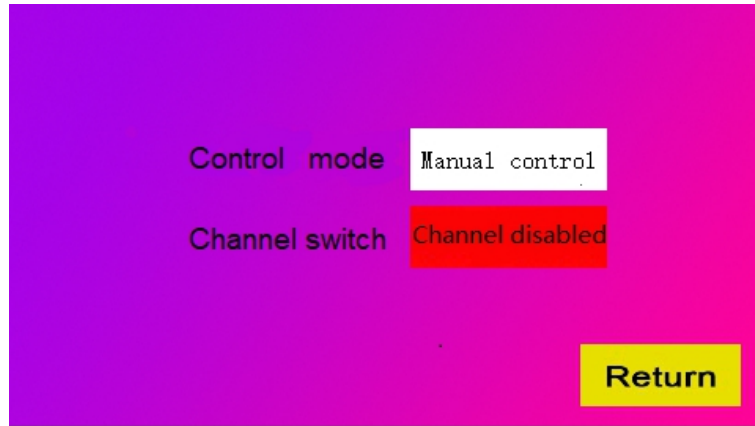 Control mode Manual control
Channel switch Channel disabled
Return